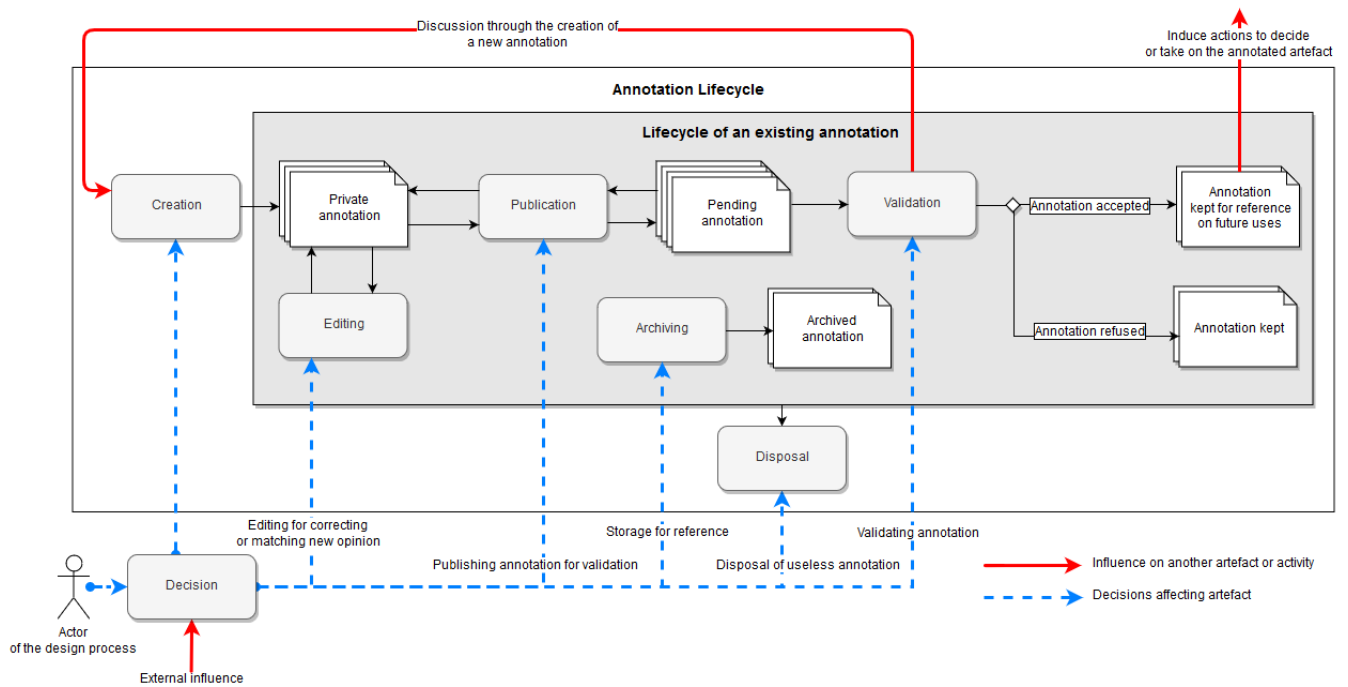 Discussion through the creation of
a new annotation
Induce actions to decide
or take on the annotated artefact
Annotation Lifecycle
Lifecycle of an existing annotation
Creation
Private
annotation
Publication
Pending
annotation
Validation
Annotation accepted
Annotation
kept for reference
on future uses
Editing
Archiving
Archived
annotation
Annotation refused
Annotation kept
Disposal
Editing for correcting
or matching new opinion
Storage for reference
Validating annotation
Publishing annotation for validation
Disposal of useless annotation
Decision
Actor
of the design process
External influence
Influence on another artefact or activity
Decisions affecting artefact